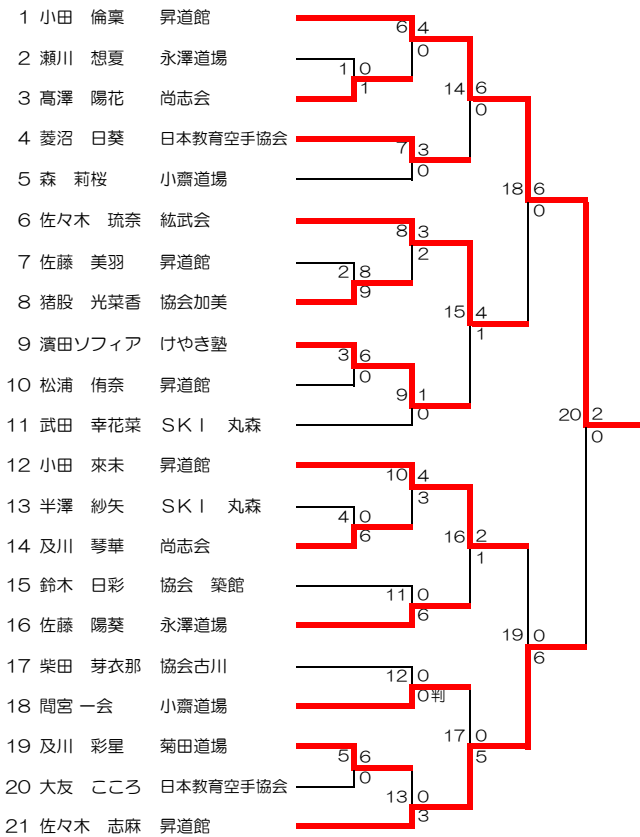 1 小田 倫稟 昇道館
2 瀬川 想夏 永澤道場
3 髙澤 陽花 尚志会
4 菱沼 日葵 日本教育空手協会
5 森 莉桜 小齋道場
6 佐々木 琉奈 紘武会
7 佐藤 美羽 昇道館
8 猪股 光菜香 協会加美
9 濱田ソフィア けやき塾
10 松浦 侑奈 昇道館
11 武田 幸花菜 SKI 丸森
12 小田 來未 昇道館
13 半澤 紗矢 SKI 丸森
14 及川 琴華 尚志会
15 鈴木 日彩 協会 築館
16 佐藤 陽葵 永澤道場
17 柴田 芽衣那 協会古川
18 間宮 一会 小齋道場
19 及川 彩星 菊田道場
20 大友 こころ 日本教育空手協会
21 佐々木 志麻 昇道館
1 0
1
2 8
9
3 6
0
4 0
6
5 6
0
6 4
0
7 3
0
8 3
2
9 1
0
10 4
3
11 0
6
12 0
0判
13 0
3
14 6
0
15 4
1
16 2
1
17 0
5
18 6
0
19 0
6
20 2
0